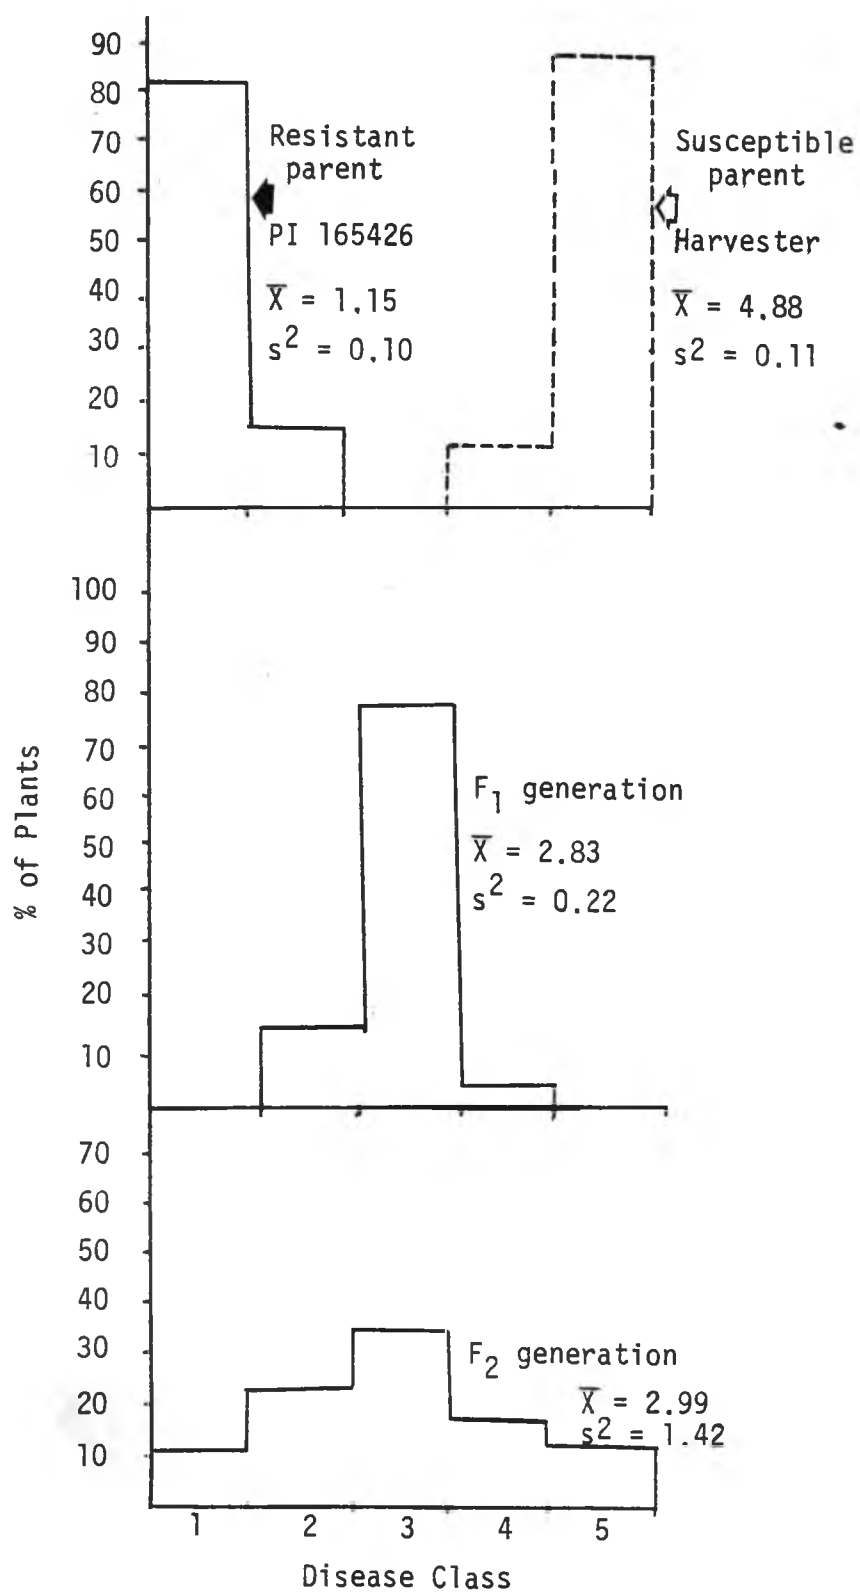 90
80
70
60
50
40
30
20
10
Resistant
parent
PI 165426
X̄ = 1.15
s² = 0.10
Susceptible
parent
Harvester
X̄ = 4.88
s² = 0.11
% of Plants
100
90
80
70
60
50
40
30
20
10
F₁ generation
X̄ = 2.83
s² = 0.22
70
60
50
40
30
20
10
F₂ generation
X̄ = 2.99
s² = 1.42
1 2 3 4 5
Disease Class